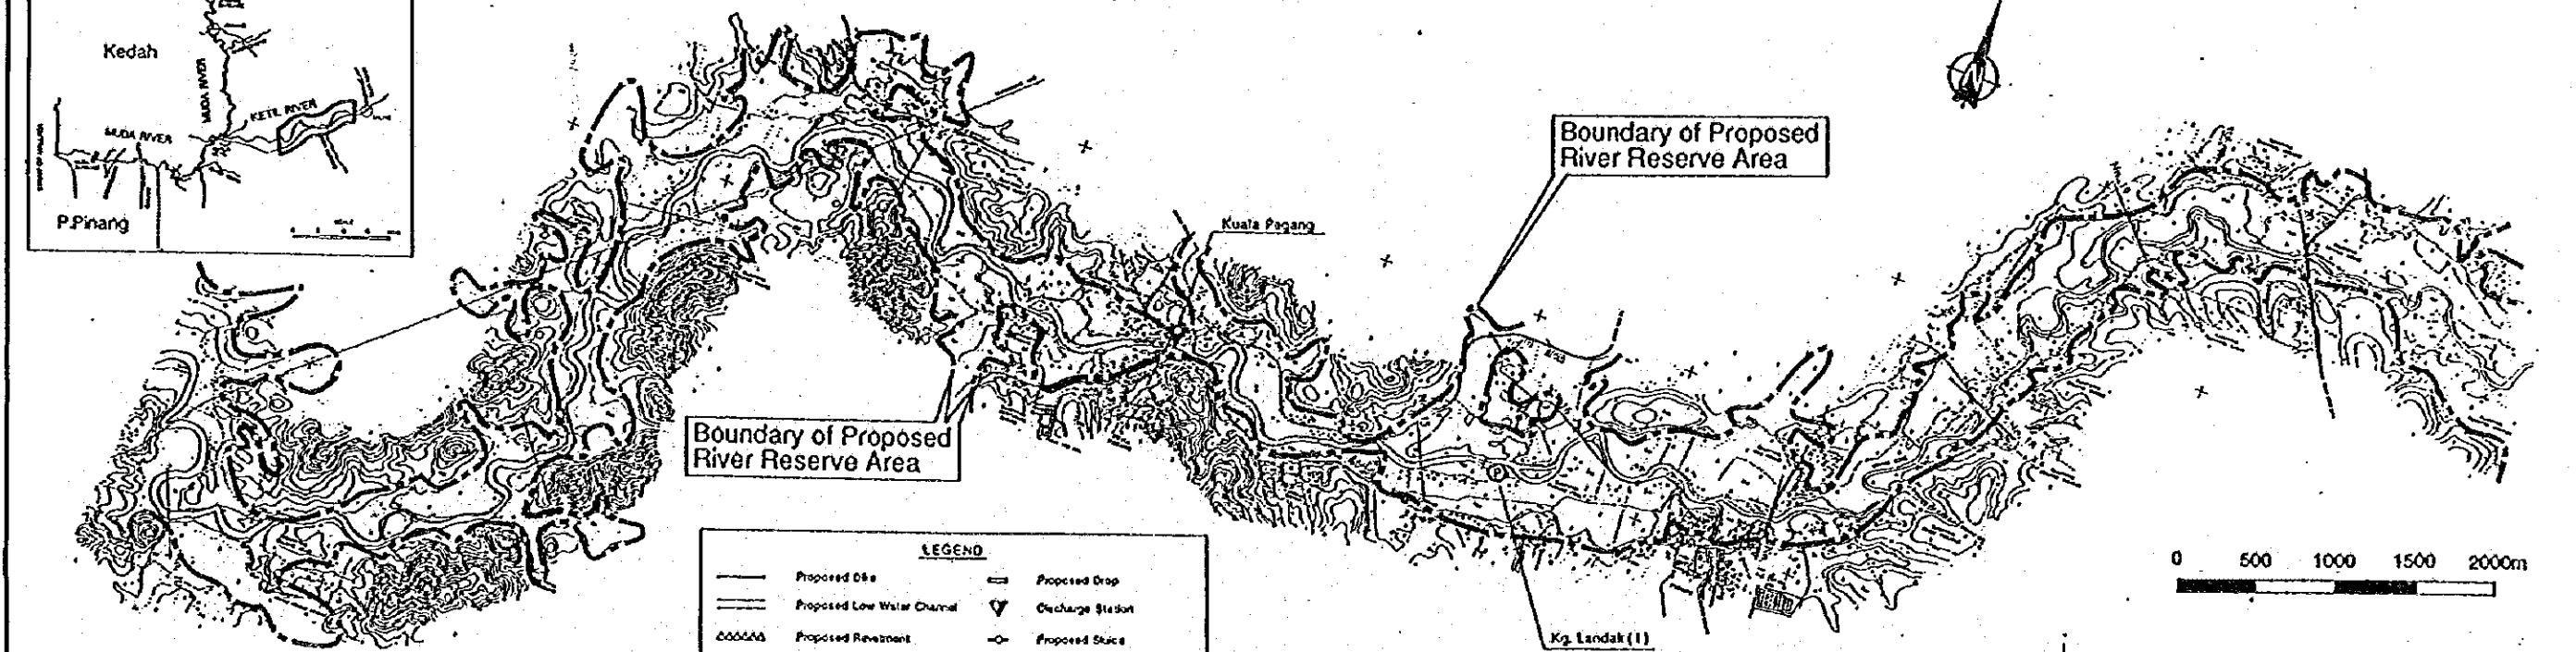 Kedah
MUDA RIVER
KETIL RIVER
MUDA RIVER
P.Pinang
Boundary of Proposed
River Reserve Area
Kuala Pegang
Boundary of Proposed
River Reserve Area
LEGEND
Proposed Dike
Proposed Drop
Proposed Low Water Channel
Discharge Station
Proposed Revetment
Proposed Sluice
Kg. Landak (1)
0 500 1000 1500 2000m